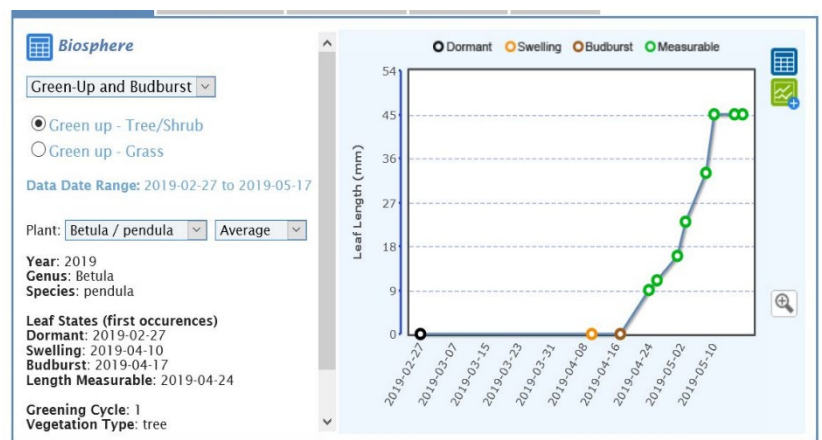 Biosphere
Green-Up and Budburst
Green up - Tree/Shrub
Green up - Grass
Data Date Range: 2019-02-27 to 2019-05-17
Plant: Betula / pendula Average
Year: 2019
Genus: Betula
Species: pendula
Leaf States (first occurences)
Dormant: 2019-02-27
Swelling: 2019-04-10
Budburst: 2019-04-17
Length Measurable: 2019-04-24
Greening Cycle: 1
Vegetation Type: tree
Dormant Swelling Budburst Measurable
Leaf Length (mm)
54
45
36
27
18
9
0
2019-02-27 2019-03-07 2019-03-15 2019-03-23 2019-03-31 2019-04-08 2019-04-16 2019-04-24 2019-05-02 2019-05-10